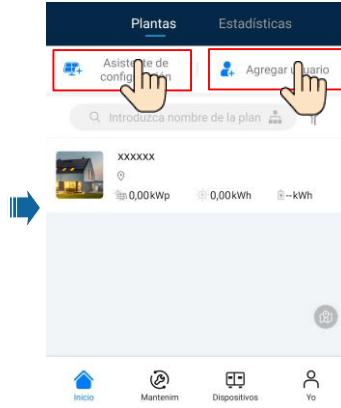 Plantas Estadísticas
Asistente de
configuración
Agregar usuario
Introduzca nombre de la plan
xxxxxx
0,00kWp 0,00kWh --kWh
Inicio Mantenim Dispositivos Yo